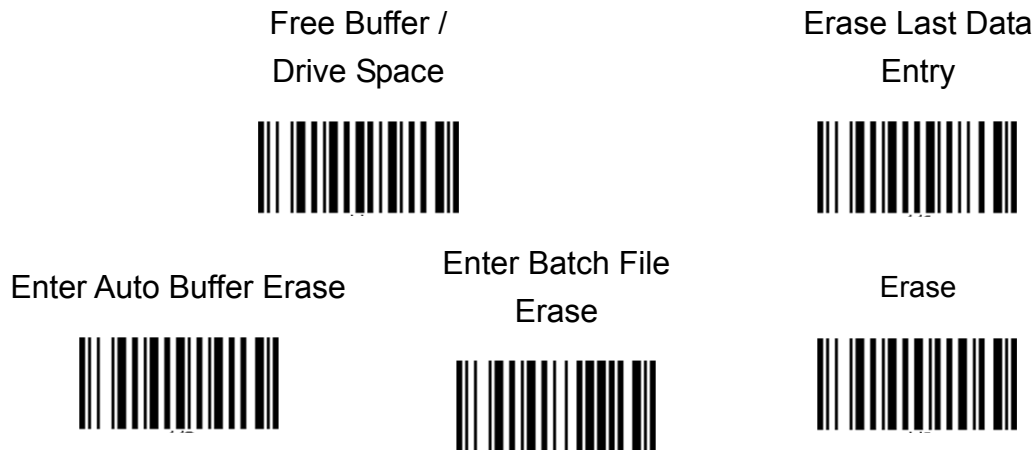 Free Buffer /
Drive Space
Erase Last Data
Entry
Enter Auto Buffer Erase
Enter Batch File
Erase
Erase